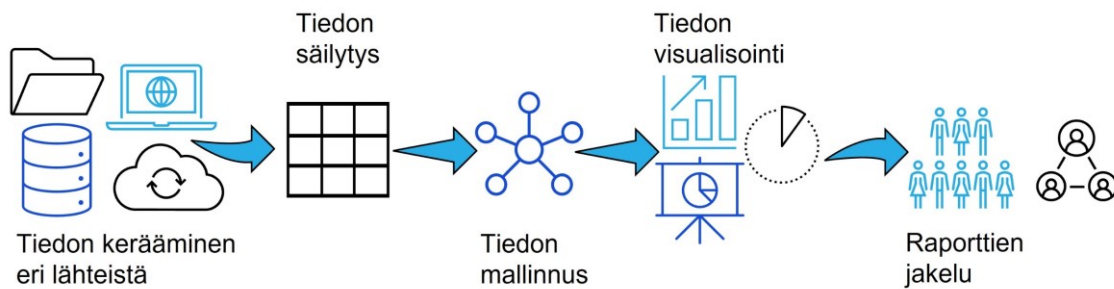 Tiedon kerääminen
eri lähteistä
Tiedon
säilytys
Tiedon
mallinnus
Tiedon
visualisointi
Raporttien
jakelu